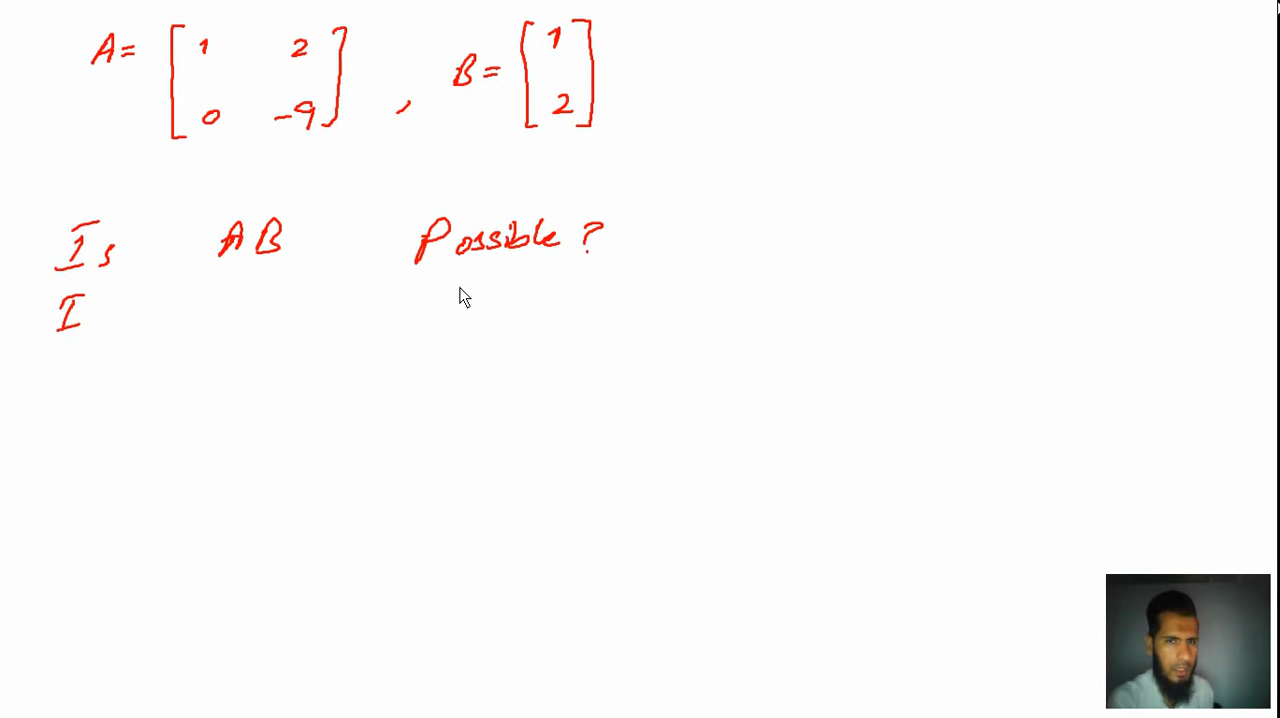 A = [ 1 2 0 -9 ] , B = [ 1 2 ]
Is AB Possible?
I